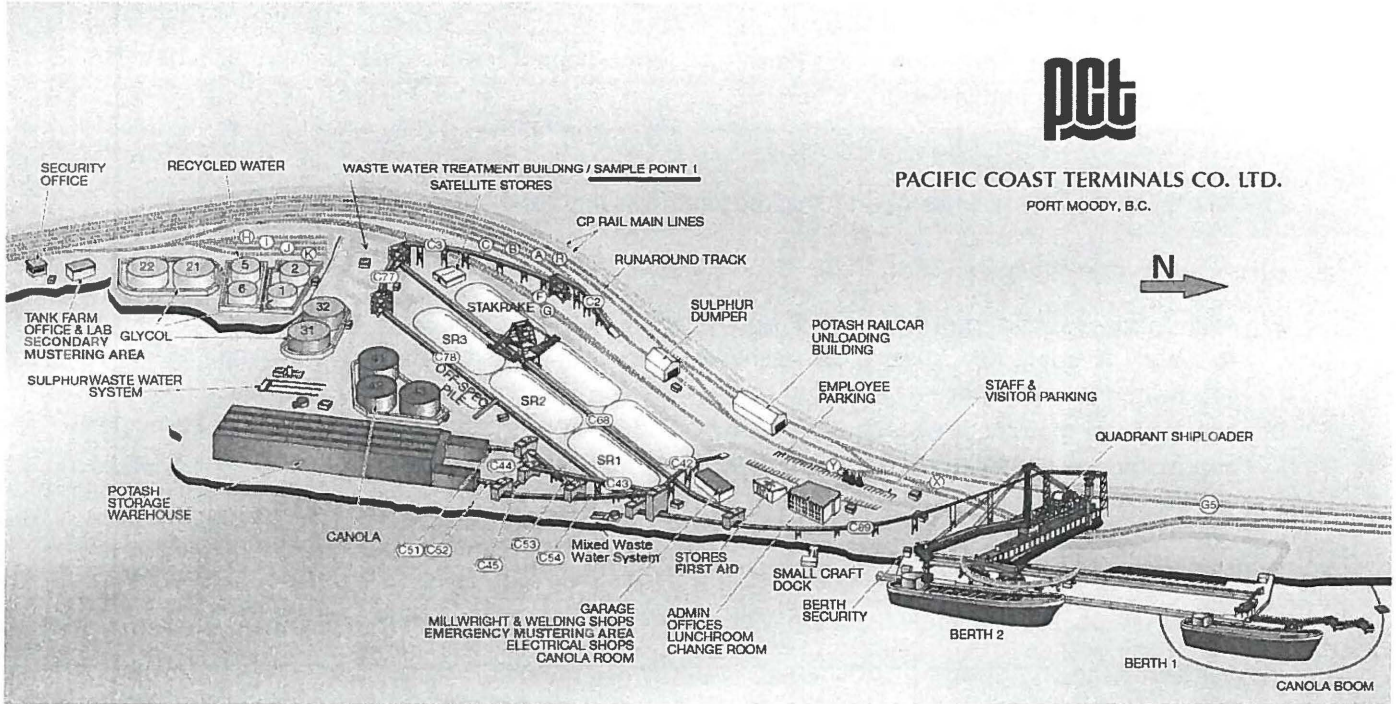 pct
PACIFIC COAST TERMINALS CO. LTD.
PORT MOODY, B.C.
N
SECURITY
OFFICE
RECYCLED WATER
WASTE WATER TREATMENT BUILDING / SAMPLE POINT 1
SATELLITE STORES
CP RAIL MAIN LINES
RUNAROUND TRACK
SULPHUR
DUMPER
POTASH RAILCAR
UNLOADING
BUILDING
EMPLOYEE
PARKING
STAFF &
VISITOR PARKING
QUADRANT SHIPLOADER
H
I
J
K
C3
C
B
A
R
F
G
C2
C77
22
21
5
2
6
1
32
31
STAKRAKE
SR3
C78
OFF-SPEC
PILE
SR2
C68
SR1
C42
C43
C44
TANK FARM
OFFICE & LAB
SECONDARY
MUSTERING AREA
GLYCOL
SULPHUR WASTE WATER
SYSTEM
POTASH
STORAGE
WAREHOUSE
CANOLA
C51
C52
C45
C53
C54
Mixed Waste
Water System
STORES
FIRST AID
GARAGE
MILLWRIGHT & WELDING SHOPS
EMERGENCY MUSTERING AREA
ELECTRICAL SHOPS
CANOLA ROOM
ADMIN
OFFICES
LUNCHROOM
CHANGE ROOM
SMALL CRAFT
DOCK
BERTH
SECURITY
Y
X
C89
G5
BERTH 2
BERTH 1
CANOLA BOOM